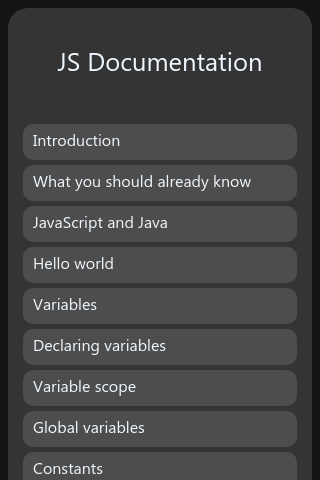 JS Documentation
Introduction
What you should already know
JavaScript and Java
Hello world
Variables
Declaring variables
Variable scope
Global variables
Constants